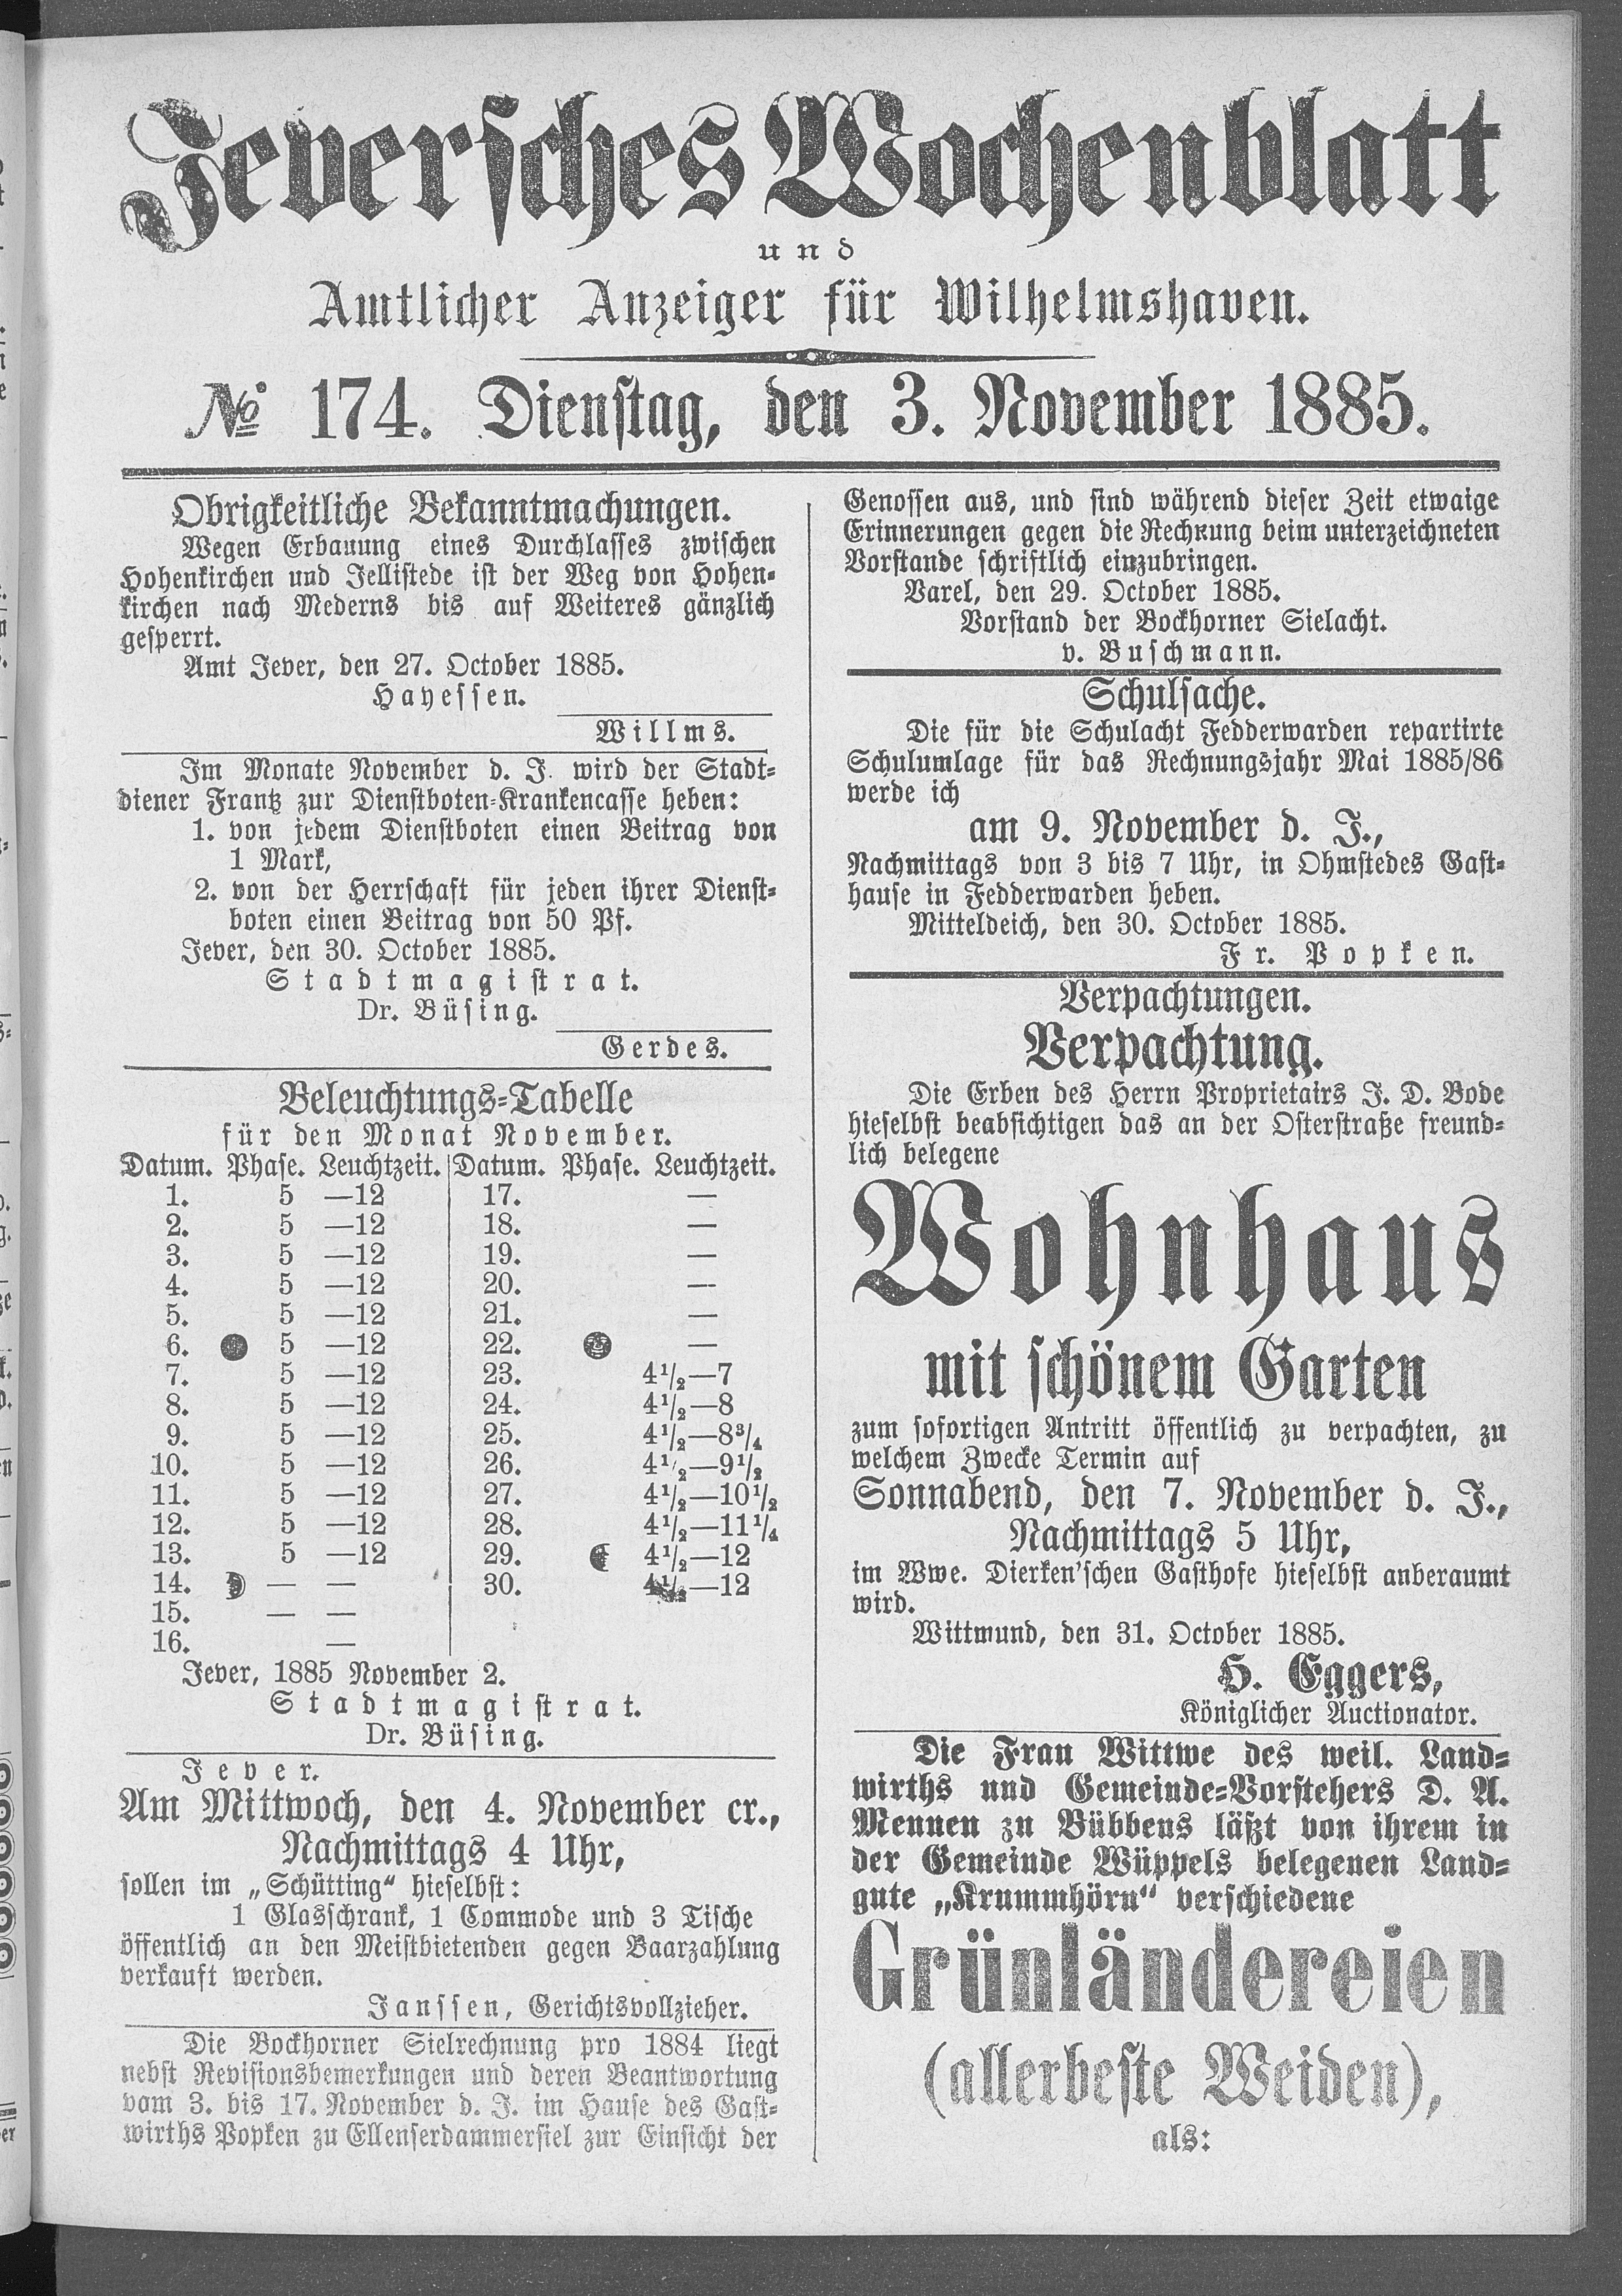 Jeversches Wochenblatt
und
Amtlicher Anzeiger für Wilhelmshaven.
№ 174. Dienstag, den 3. November 1885.
Obrigkeitliche Bekanntmachungen.
Wegen Erbauung eines Durchlasses zwischen
Hohenkirchen und Jellistede ist der Weg von Hohen-
kirchen nach Mederns bis auf Weiteres gänzlich
gesperrt.
Amt Jever, den 27. October 1885.
Hayessen.
Willms.
Im Monate November d. J. wird der Stadt-
diener Frantz zur Dienstboten-Krankencasse heben:
1. von jedem Dienstboten einen Beitrag von
1 Mark,
2. von der Herrschaft für jeden ihrer Dienst-
boten einen Beitrag von 50 Pf.
Jever, den 30. October 1885.
Stadtmagistrat.
Dr. Büsing.
Gerdes.
Beleuchtungs-Tabelle
für den Monat November.
Datum. Phase. Leuchtzeit. Datum. Phase. Leuchtzeit.
1. 5 —12 17. —
2. 5 —12 18. —
3. 5 —12 19. —
4. 5 —12 20. —
5. 5 —12 21. —
6. 5 —12 22. —
7. 5 —12 23. 4½—7
8. 5 —12 24. 4½—8
9. 5 —12 25. 4½—8¾
10. 5 —12 26. 4½—9½
11. 5 —12 27. 4½—10½
12. 5 —12 28. 4½—11¼
13. 5 —12 29. 4½—12
14. — — 30. 4½—12
15. — —
16. —
Jever, 1885 November 2.
Stadtmagistrat.
Dr. Büsing.
Jever.
Am Mittwoch, den 4. November cr.,
Nachmittags 4 Uhr,
sollen im „Schütting“ hieselbst:
1 Glasschrank, 1 Commode und 3 Tische
öffentlich an den Meistbietenden gegen Baarzahlung
verkauft werden.
Janssen, Gerichtsvollzieher.
Die Bockhorner Sielrechnung pro 1884 liegt
nebst Revisionsbemerkungen und deren Beantwortung
vom 3. bis 17. November d. J. im Hause des Gast-
wirths Popken zu Ellenserdammersiel zur Einsicht der
Genossen aus, und sind während dieser Zeit etwaige
Erinnerungen gegen die Rechnung beim unterzeichneten
Vorstande schriftlich einzubringen.
Varel, den 29. October 1885.
Vorstand der Bockhorner Sielacht.
v. Buschmann.
Schulsache.
Die für die Schulacht Fedderwarden repartirte
Schulumlage für das Rechnungsjahr Mai 1885/86
werde ich
am 9. November d. J.,
Nachmittags von 3 bis 7 Uhr, in Ohmstedes Gast-
hause in Fedderwarden heben.
Mitteldeich, den 30. October 1885.
Fr. Popken.
Verpachtungen.
Verpachtung.
Die Erben des Herrn Proprietairs J. D. Bode
hieselbst beabsichtigen das an der Osterstraße freund-
lich belegene
Wohnhaus
mit schönem Garten
zum sofortigen Antritt öffentlich zu verpachten, zu
welchem Zwecke Termin auf
Sonnabend, den 7. November d. J.,
Nachmittags 5 Uhr,
im Wwe. Dierken'schen Gasthofe hieselbst anberaumt
wird.
Wittmund, den 31. October 1885.
H. Eggers,
Königlicher Auctionator.
Die Frau Wittwe des weil. Land-
wirths und Gemeinde-Vorstehers D. A.
Mennen zu Bübbens läßt von ihrem in
der Gemeinde Wüppels belegenen Land-
gute „Krummhörn“ verschiedene
Grünländereien
(allerbeste Weiden),
als: